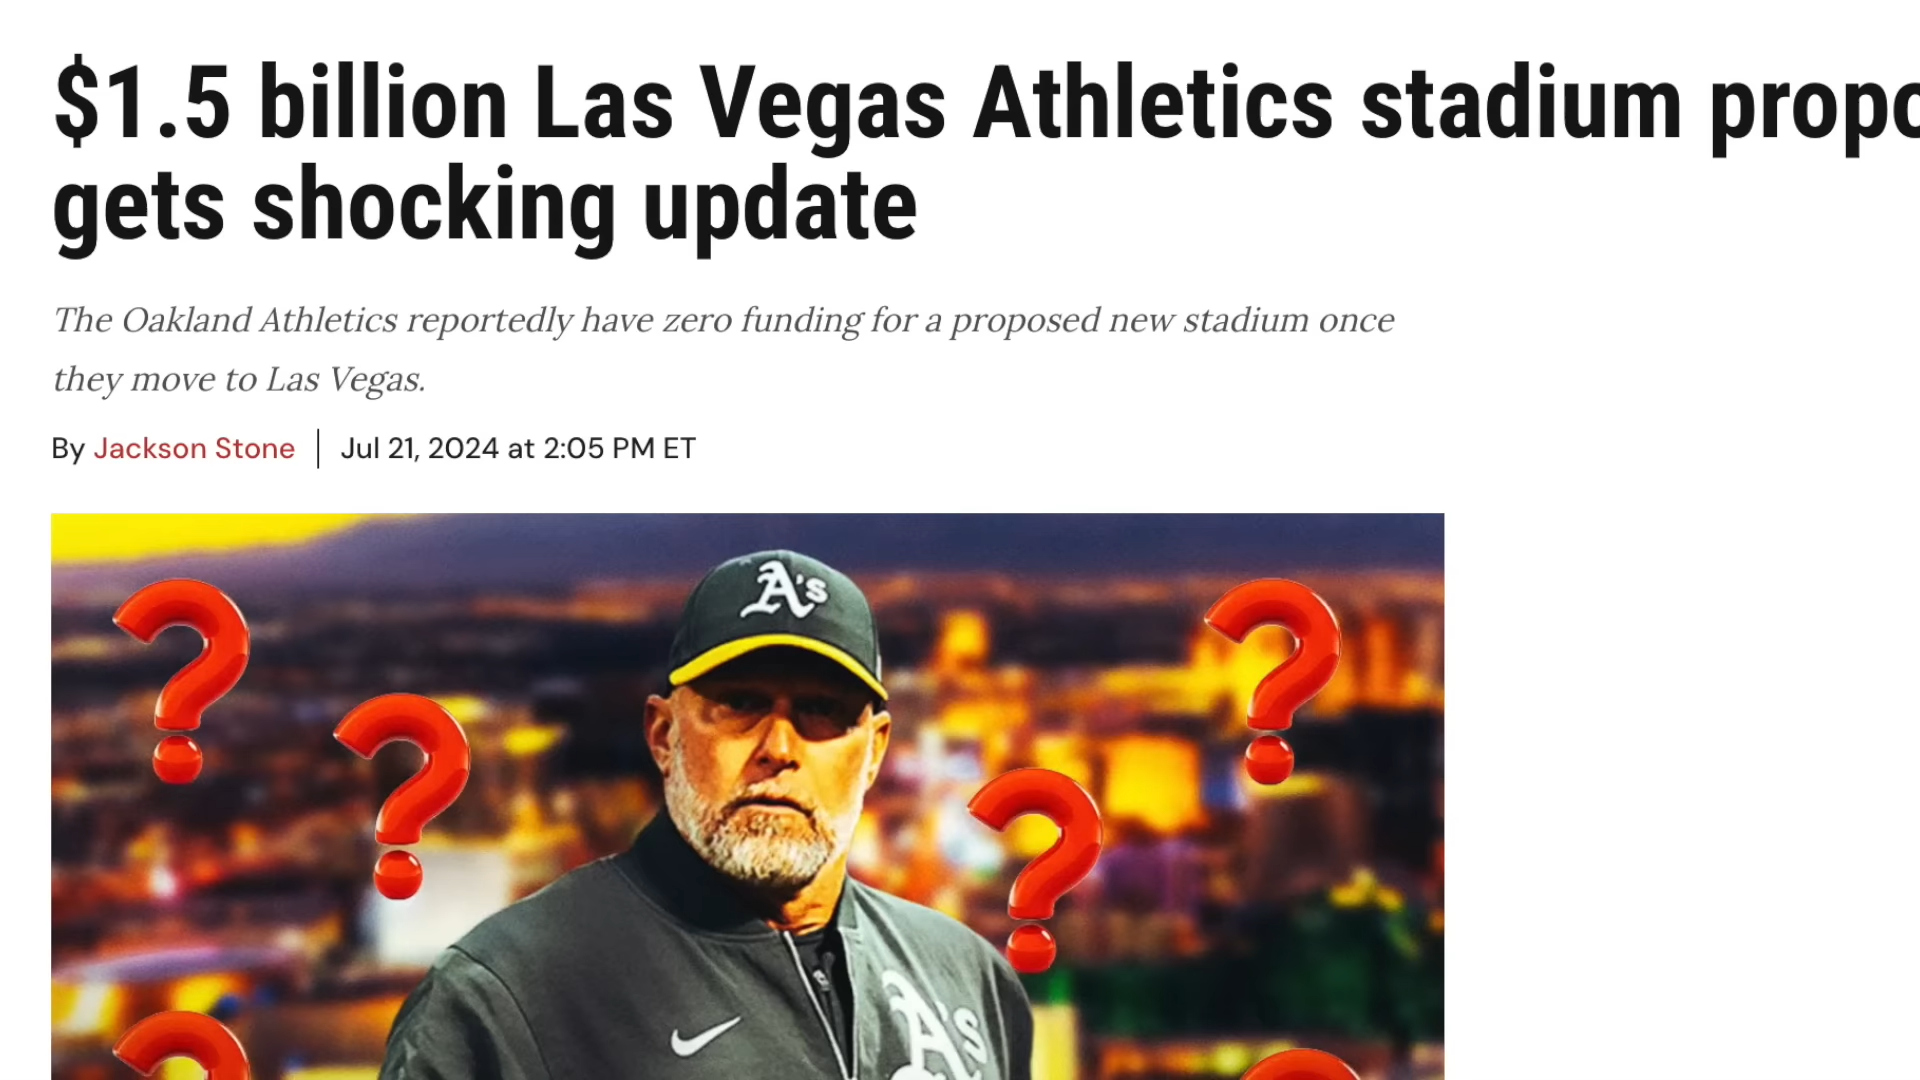 $1.5 billion Las Vegas Athletics stadium propo
gets shocking update
The Oakland Athletics reportedly have zero funding for a proposed new stadium once
they move to Las Vegas.
By Jackson Stone | Jul 21, 2024 at 2:05 PM ET
? ? ? ? ? ?
A's
A's